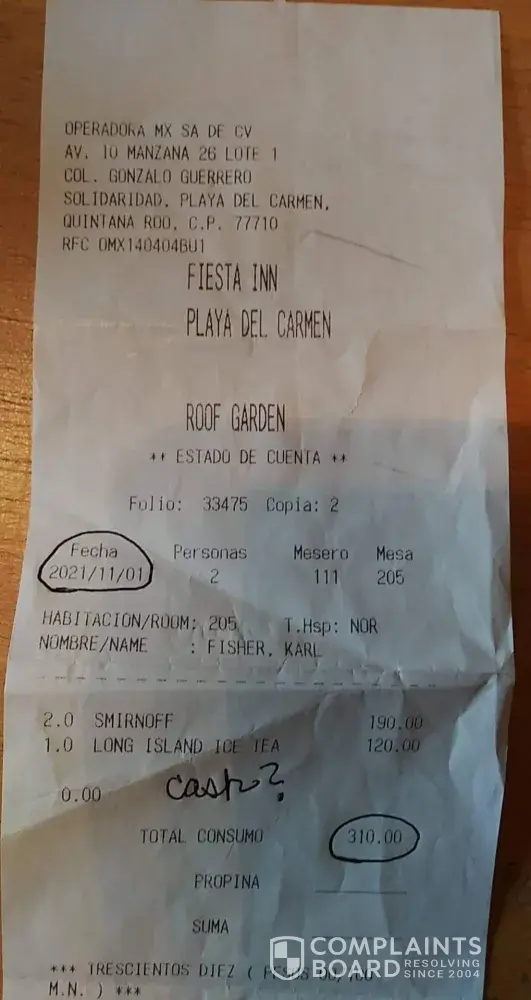 OPERADORA MX SA DE CV
AV. 10 MANZANA 26 LOTE 1
COL. GONZALO GUERRERO
SOLIDARIDAD, PLAYA DEL CARMEN,
QUINTANA ROO, C.P. 77710
RFC OMX140404BU1
FIESTA INN
PLAYA DEL CARMEN
ROOF GARDEN
** ESTADO DE CUENTA **
Folio: 33475 Copia: 2
Fecha Personas Mesero Mesa
2021/11/01 2 111 205
HABITACION/ROOM: 205 T.Hsp: NOR
NOMBRE/NAME : FISHER, KARL
2.0 SMIRNOFF 190.00
1.0 LONG ISLAND ICE TEA 120.00
0.00 cash?
TOTAL CONSUMO 310.00
PROPINA
SUMA
*** TRESCIENTOS DIEZ ( PESOS
M.N. ) ***
COMPLAINTS
BOARD RESOLVING
SINCE 2004